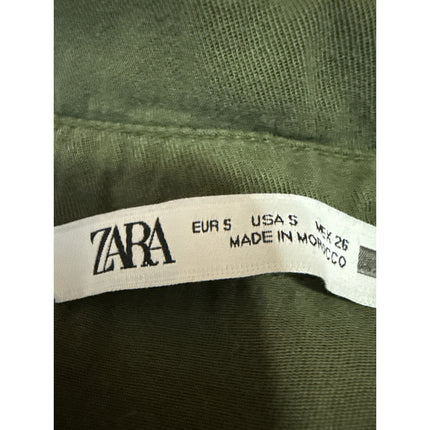 ZARA
EUR S USA S MEX 26
MADE IN MOROCCO